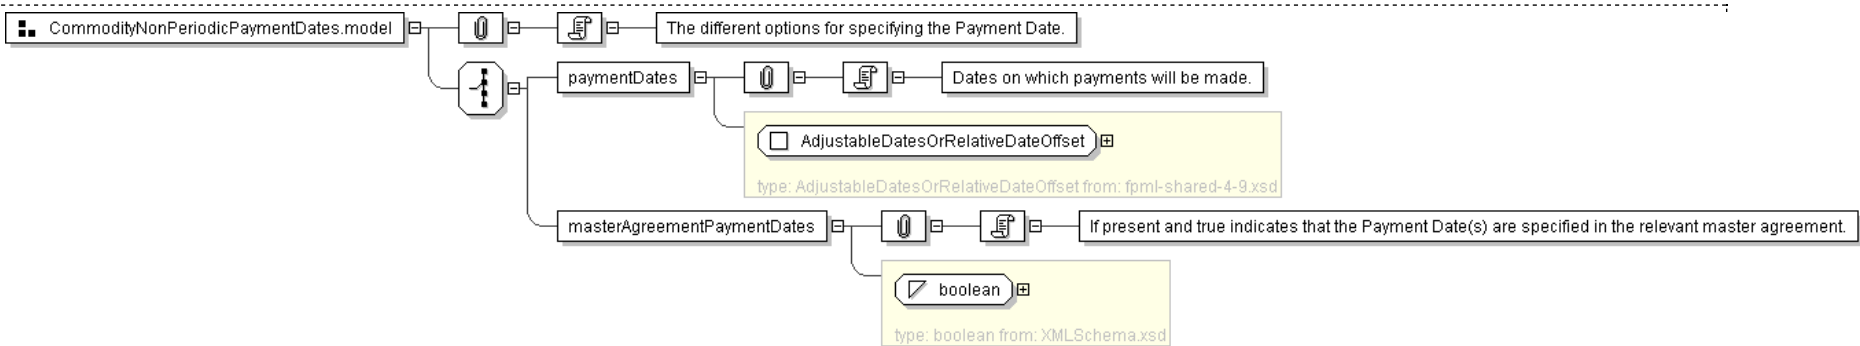 CommodityNonPeriodicPaymentDates.model
The different options for specifying the Payment Date.
paymentDates
Dates on which payments will be made.
AdjustableDatesOrRelativeDateOffset
type: AdjustableDatesOrRelativeDateOffset from: fpml-shared-4-9.xsd
masterAgreementPaymentDates
If present and true indicates that the Payment Date(s) are specified in the relevant master agreement.
boolean
type: boolean from: XMLSchema.xsd